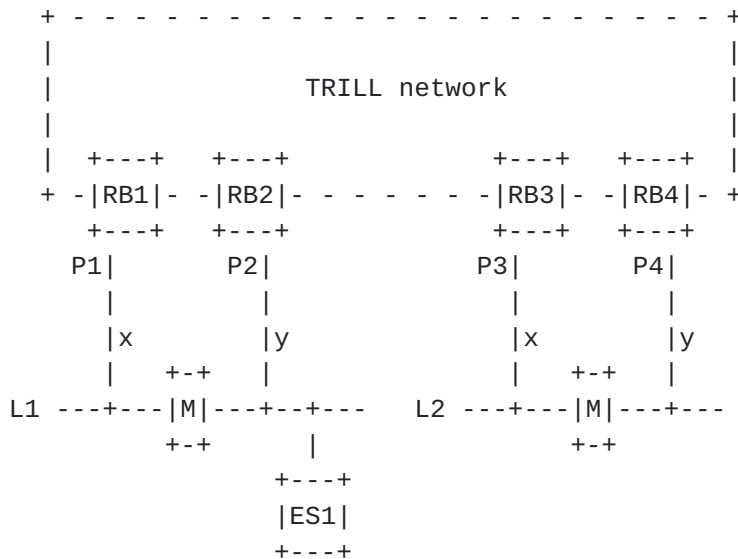 + - - - - - - - - - - - - - - - - - - - - - +
|                                           |
|                TRILL network              |
|                                           |
|  +---+   +---+             +---+   +---+  |
+ -|RB1|- -|RB2|- - - - - - -|RB3|- -|RB4|- +
   +---+   +---+             +---+   +---+
  P1|       P2|             P3|       P4|
    |         |               |         |
    |x        |y              |x        |y
    |   +-+   |               |   +-+   |
L1 ---+---|M|---+--+---   L2 ---+---|M|---+---
        +-+      |                +-+
               +---+
               |ES1|
               +---+